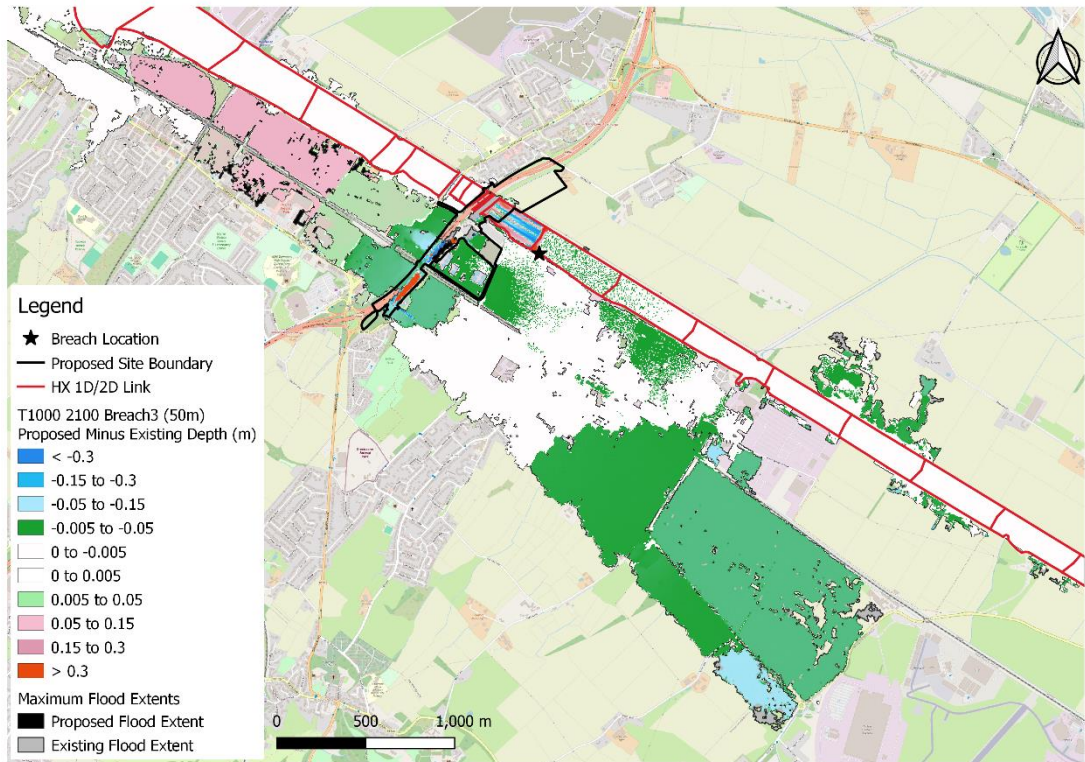 Legend
Breach Location
Proposed Site Boundary
HX 1D/2D Link
T1000 2100 Breach3 (50m)
Proposed Minus Existing Depth (m)
< -0.3
-0.15 to -0.3
-0.05 to -0.15
-0.005 to -0.05
0 to -0.005
0 to 0.005
0.005 to 0.05
0.05 to 0.15
0.15 to 0.3
> 0.3
Maximum Flood Extents
Proposed Flood Extent
Existing Flood Extent
0 500 1,000 m